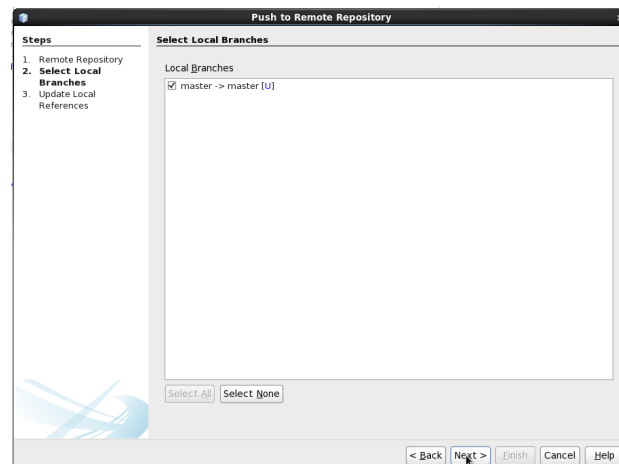 Push to Remote Repository
Steps
1. Remote Repository
2. Select Local
Branches
3. Update Local
References
Select Local Branches
Local Branches
master -> master [U]
Select All
Select None
< Back
Next >
Finish
Cancel
Help